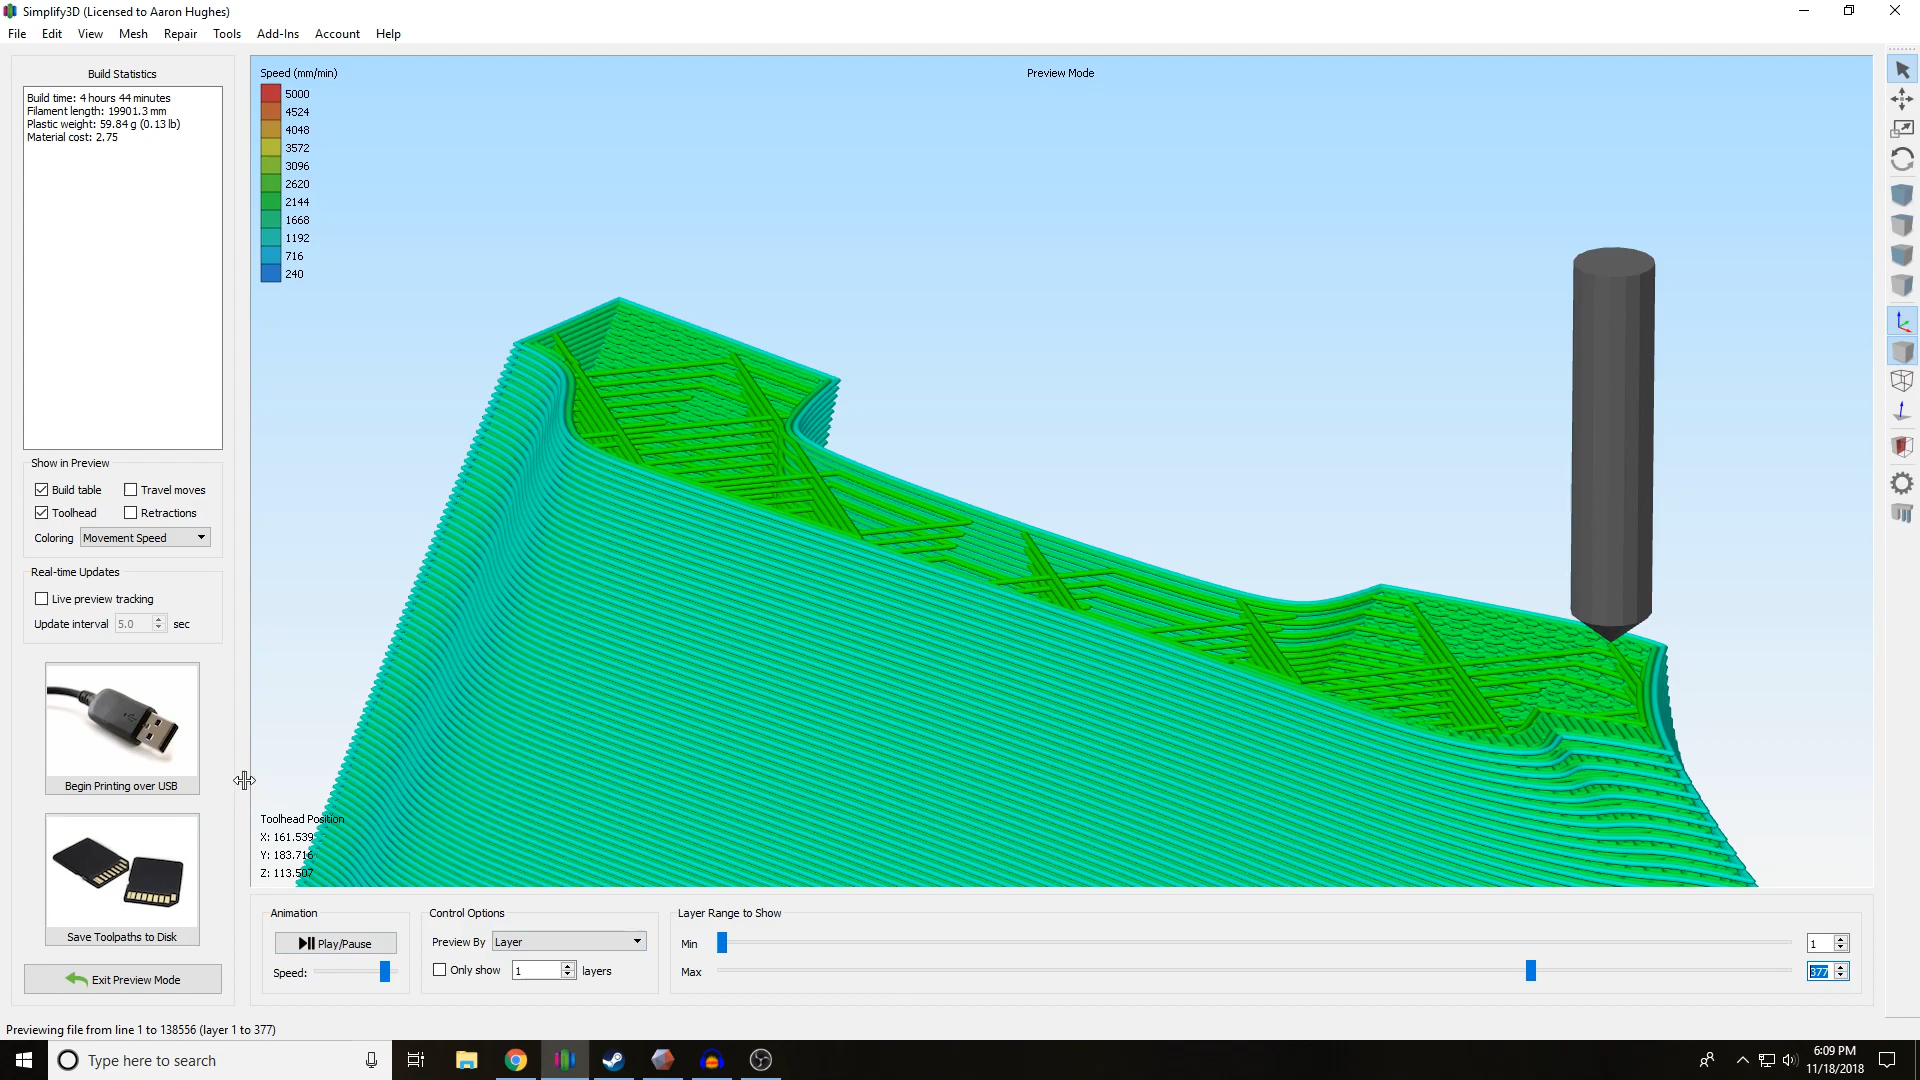 Simplify3D (Licensed to Aaron Hughes)
File Edit View Mesh Repair Tools Add-Ins Account Help
Build Statistics
Build time: 4 hours 44 minutes
Filament length: 19901.3 mm
Plastic weight: 59.84 g (0.13 lb)
Material cost: 2.75
Show in Preview
Build table Travel moves
Toolhead Retractions
Coloring Movement Speed
Real-time Updates
Live preview tracking
Update interval 5.0 sec
Begin Printing over USB
Save Toolpaths to Disk
Exit Preview Mode
Speed (mm/min)
5000
4524
4048
3572
3096
2620
2144
1668
1192
716
240
Preview Mode
Toolhead Position
X: 161.539
Y: 183.716
Z: 113.507
Animation
Play/Pause
Speed:
Control Options
Preview By Layer
Only show 1 layers
Layer Range to Show
Min 1
Max 377
Previewing file from line 1 to 138556 (layer 1 to 377)
Type here to search
6:09 PM
11/18/2018